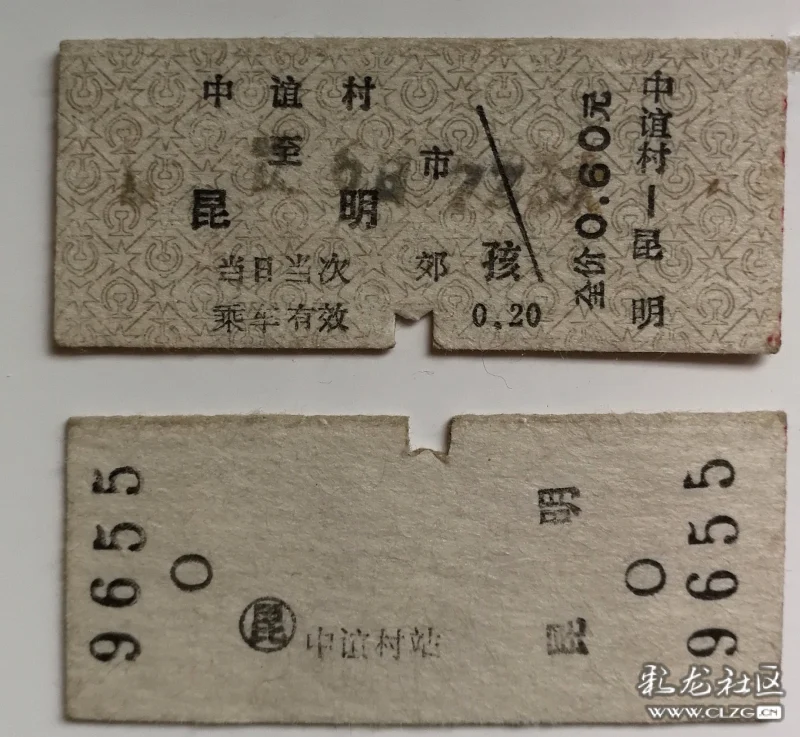 中谊村
至
昆明
当日当次
乘车有效
市
郊
孩
0.20
全价0.60元
中谊村—昆明
9655
0
昆
中谊村站
昆明
0
9655
彩龙社区
WWW.CLZG.CN